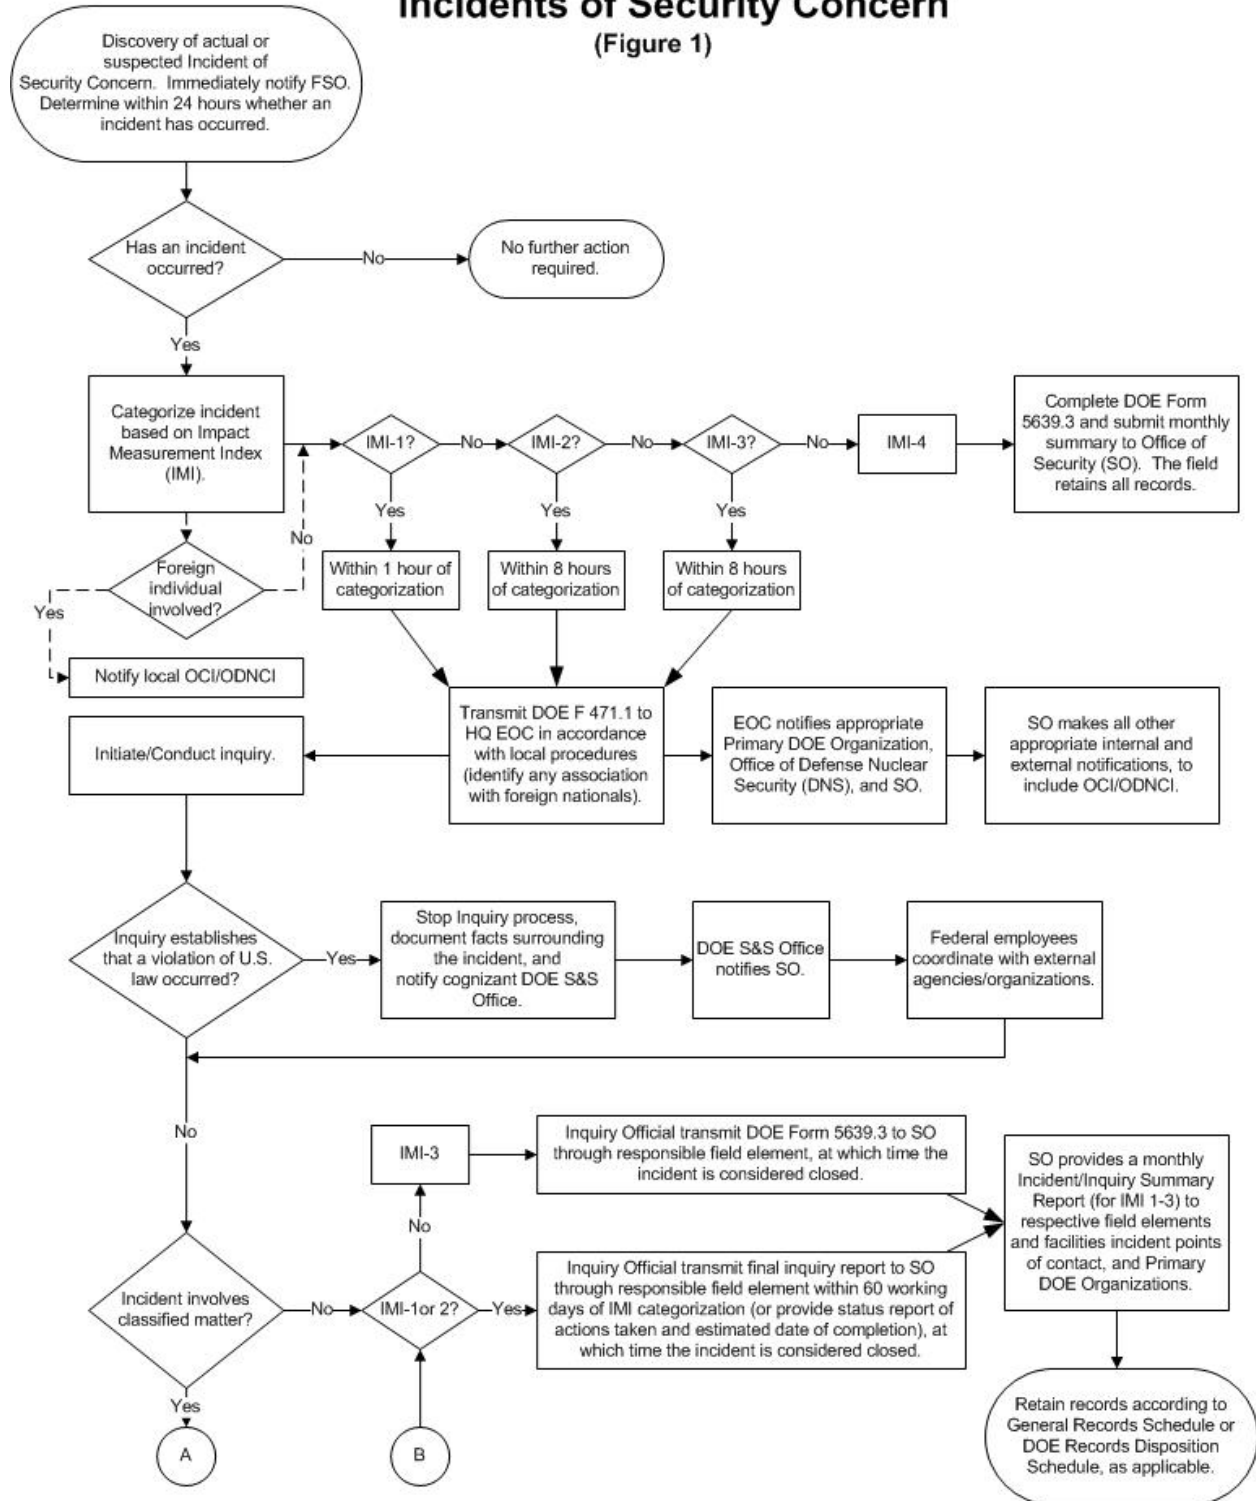 Incidents of Security Concern
(Figure 1)
Discovery of actual or
suspected Incident of
Security Concern. Immediately notify FSO.
Determine within 24 hours whether an
incident has occurred.
Has an incident
occurred?
No
No further action
required.
Yes
Categorize incident
based on Impact
Measurement Index
(IMI).
IMI-1?
No
IMI-2?
No
IMI-3?
No
IMI-4
Complete DOE Form
5639.3 and submit monthly
summary to Office of
Security (SO). The field
retains all records.
Yes
Yes
Yes
No
Within 1 hour of
categorization
Within 8 hours
of categorization
Within 8 hours
of categorization
Foreign
individual
involved?
Yes
Notify local OCI/ODNCI
Transmit DOE F 471.1 to
HQ EOC in accordance
with local procedures
(identify any association
with foreign nationals).
EOC notifies appropriate
Primary DOE Organization,
Office of Defense Nuclear
Security (DNS), and SO.
SO makes all other
appropriate internal and
external notifications, to
include OCI/ODNCI.
Initiate/Conduct inquiry.
Inquiry establishes
that a violation of U.S.
law occurred?
Yes
Stop Inquiry process,
document facts surrounding
the incident, and
notify cognizant DOE S&S
Office.
DOE S&S Office
notifies SO.
Federal employees
coordinate with external
agencies/organizations.
No
IMI-3
Inquiry Official transmit DOE Form 5639.3 to SO
through responsible field element, at which time the
incident is considered closed.
SO provides a monthly
Incident/Inquiry Summary
Report (for IMI 1-3) to
respective field elements
and facilities incident points
of contact, and Primary
DOE Organizations.
No
Incident involves
classified matter?
No
IMI-1or 2?
Yes
Inquiry Official transmit final inquiry report to SO
through responsible field element within 60 working
days of IMI categorization (or provide status report of
actions taken and estimated date of completion), at
which time the incident is considered closed.
Yes
A
B
Retain records according to
General Records Schedule or
DOE Records Disposition
Schedule, as applicable.